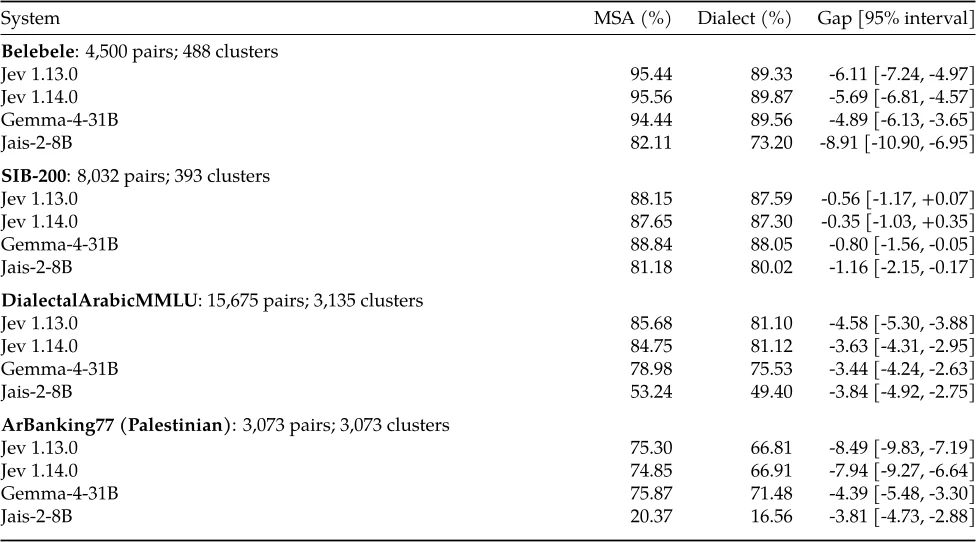 System MSA (%) Dialect (%) Gap [95% interval]
Belebele: 4,500 pairs; 488 clusters
Jev 1.13.0 95.44 89.33 -6.11 [-7.24, -4.97]
Jev 1.14.0 95.56 89.87 -5.69 [-6.81, -4.57]
Gemma-4-31B 94.44 89.56 -4.89 [-6.13, -3.65]
Jais-2-8B 82.11 73.20 -8.91 [-10.90, -6.95]
SIB-200: 8,032 pairs; 393 clusters
Jev 1.13.0 88.15 87.59 -0.56 [-1.17, +0.07]
Jev 1.14.0 87.65 87.30 -0.35 [-1.03, +0.35]
Gemma-4-31B 88.84 88.05 -0.80 [-1.56, -0.05]
Jais-2-8B 81.18 80.02 -1.16 [-2.15, -0.17]
DialectalArabicMMLU: 15,675 pairs; 3,135 clusters
Jev 1.13.0 85.68 81.10 -4.58 [-5.30, -3.88]
Jev 1.14.0 84.75 81.12 -3.63 [-4.31, -2.95]
Gemma-4-31B 78.98 75.53 -3.44 [-4.24, -2.63]
Jais-2-8B 53.24 49.40 -3.84 [-4.92, -2.75]
ArBanking77 (Palestinian): 3,073 pairs; 3,073 clusters
Jev 1.13.0 75.30 66.81 -8.49 [-9.83, -7.19]
Jev 1.14.0 74.85 66.91 -7.94 [-9.27, -6.64]
Gemma-4-31B 75.87 71.48 -4.39 [-5.48, -3.30]
Jais-2-8B 20.37 16.56 -3.81 [-4.73, -2.88]